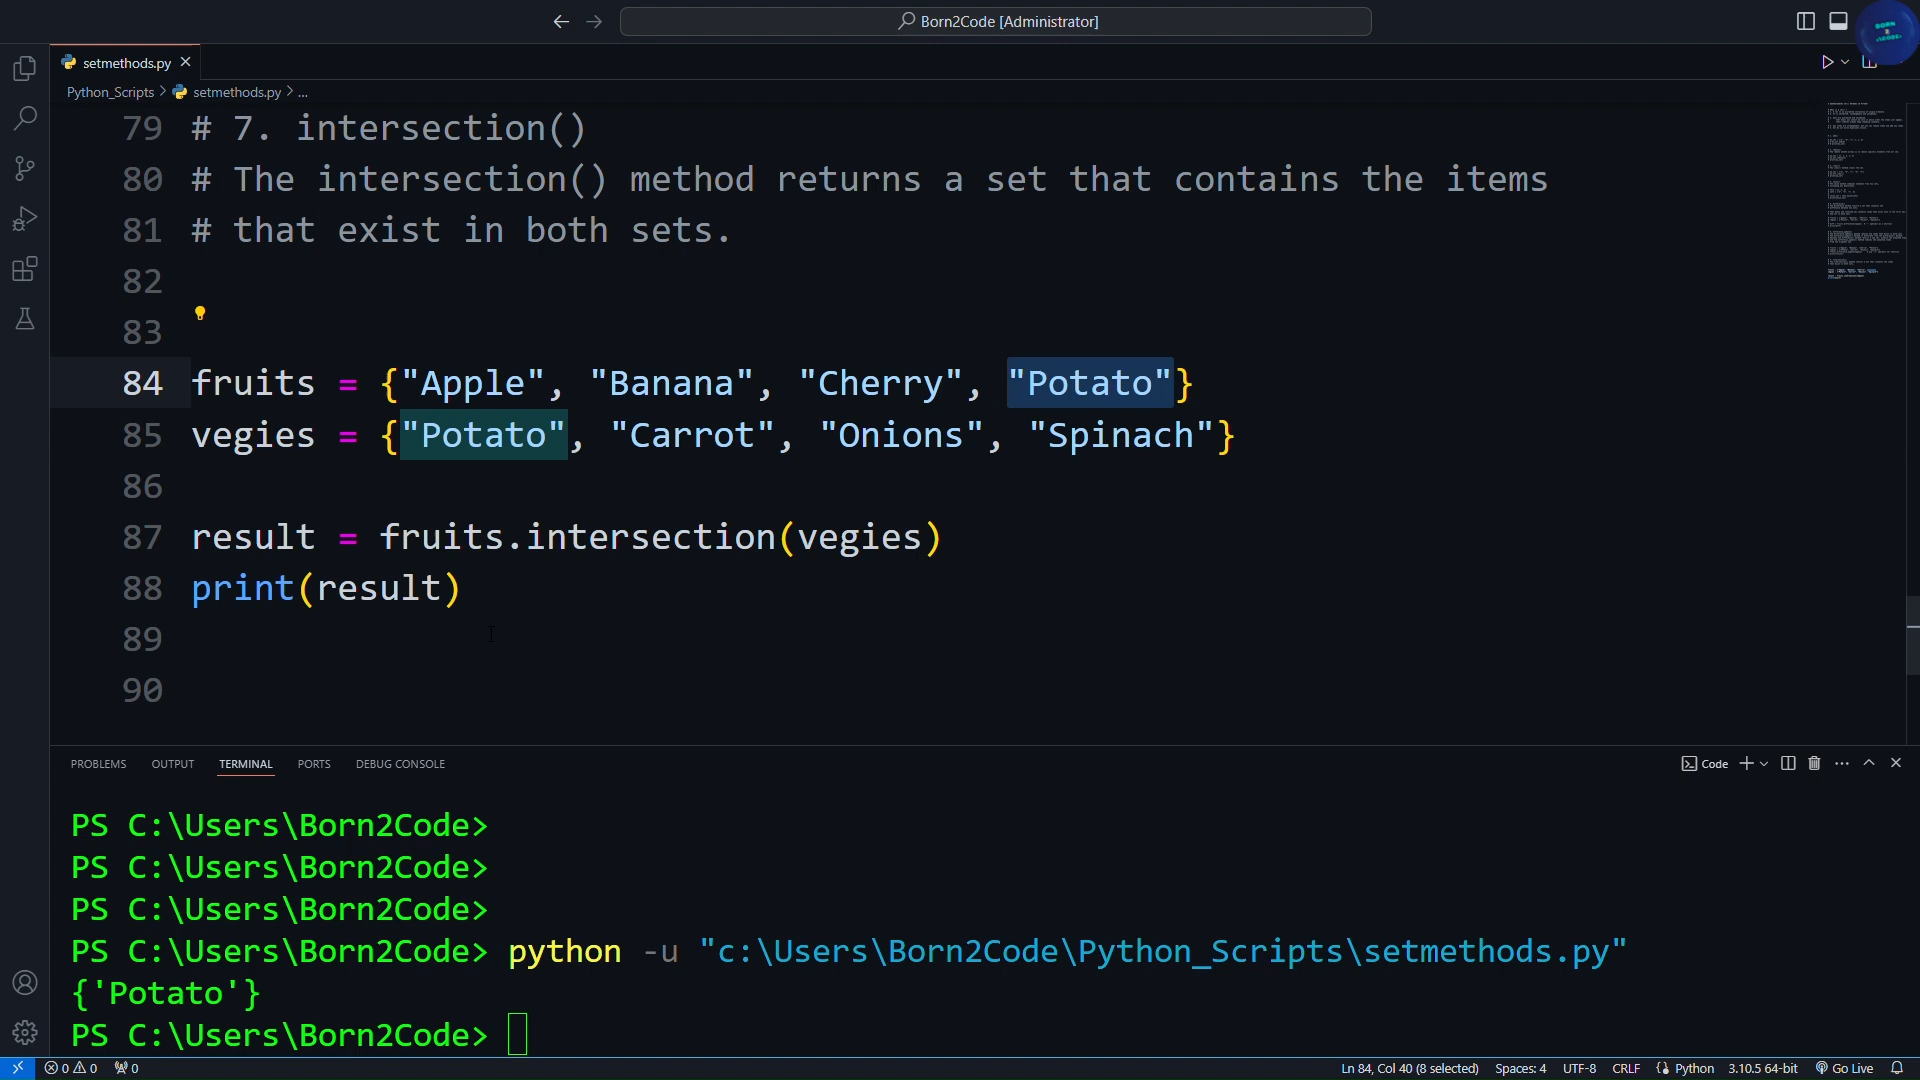 Born2Code [Administrator]
BORN
2
setmethods.py
Python_Scripts > setmethods.py > ...
79 # 7. intersection()
80 # The intersection() method returns a set that contains the items
81 # that exist in both sets.
82
83
84 fruits = {"Apple", "Banana", "Cherry", "Potato"}
85 vegies = {"Potato", "Carrot", "Onions", "Spinach"}
86
87 result = fruits.intersection(vegies)
88 print(result)
89
90
PROBLEMS OUTPUT TERMINAL PORTS DEBUG CONSOLE Code
PS C:\Users\Born2Code>
PS C:\Users\Born2Code>
PS C:\Users\Born2Code>
PS C:\Users\Born2Code> python -u "c:\Users\Born2Code\Python_Scripts\setmethods.py"
{'Potato'}
PS C:\Users\Born2Code>
0 0 0 Ln 84, Col 40 (8 selected) Spaces: 4 UTF-8 CRLF Python 3.10.5 64-bit Go Live